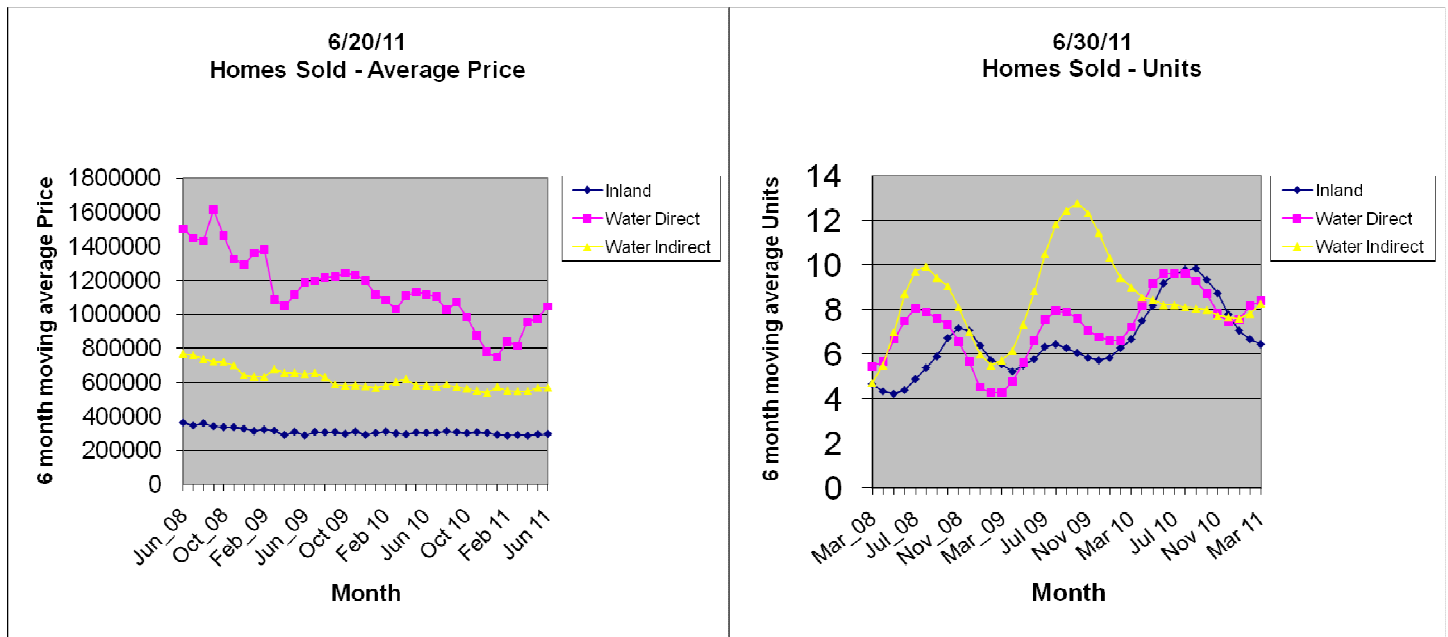 6/20/11
Homes Sold - Average Price
6 month moving average Price
1800000
1600000
1400000
1200000
1000000
800000
600000
400000
200000
0
Jun_08
Oct_08
Feb_09
Jun_09
Oct 09
Feb 10
Jun 10
Oct 10
Feb 11
Jun 11
Month
Inland
Water Direct
Water Indirect
6/30/11
Homes Sold - Units
6 month moving average Units
14
12
10
8
6
4
2
0
Mar_08
Jul_08
Nov_08
Mar_09
Jul 09
Nov 09
Mar 10
Jul 10
Nov 10
Mar 11
Month
Inland
Water Direct
Water Indirect